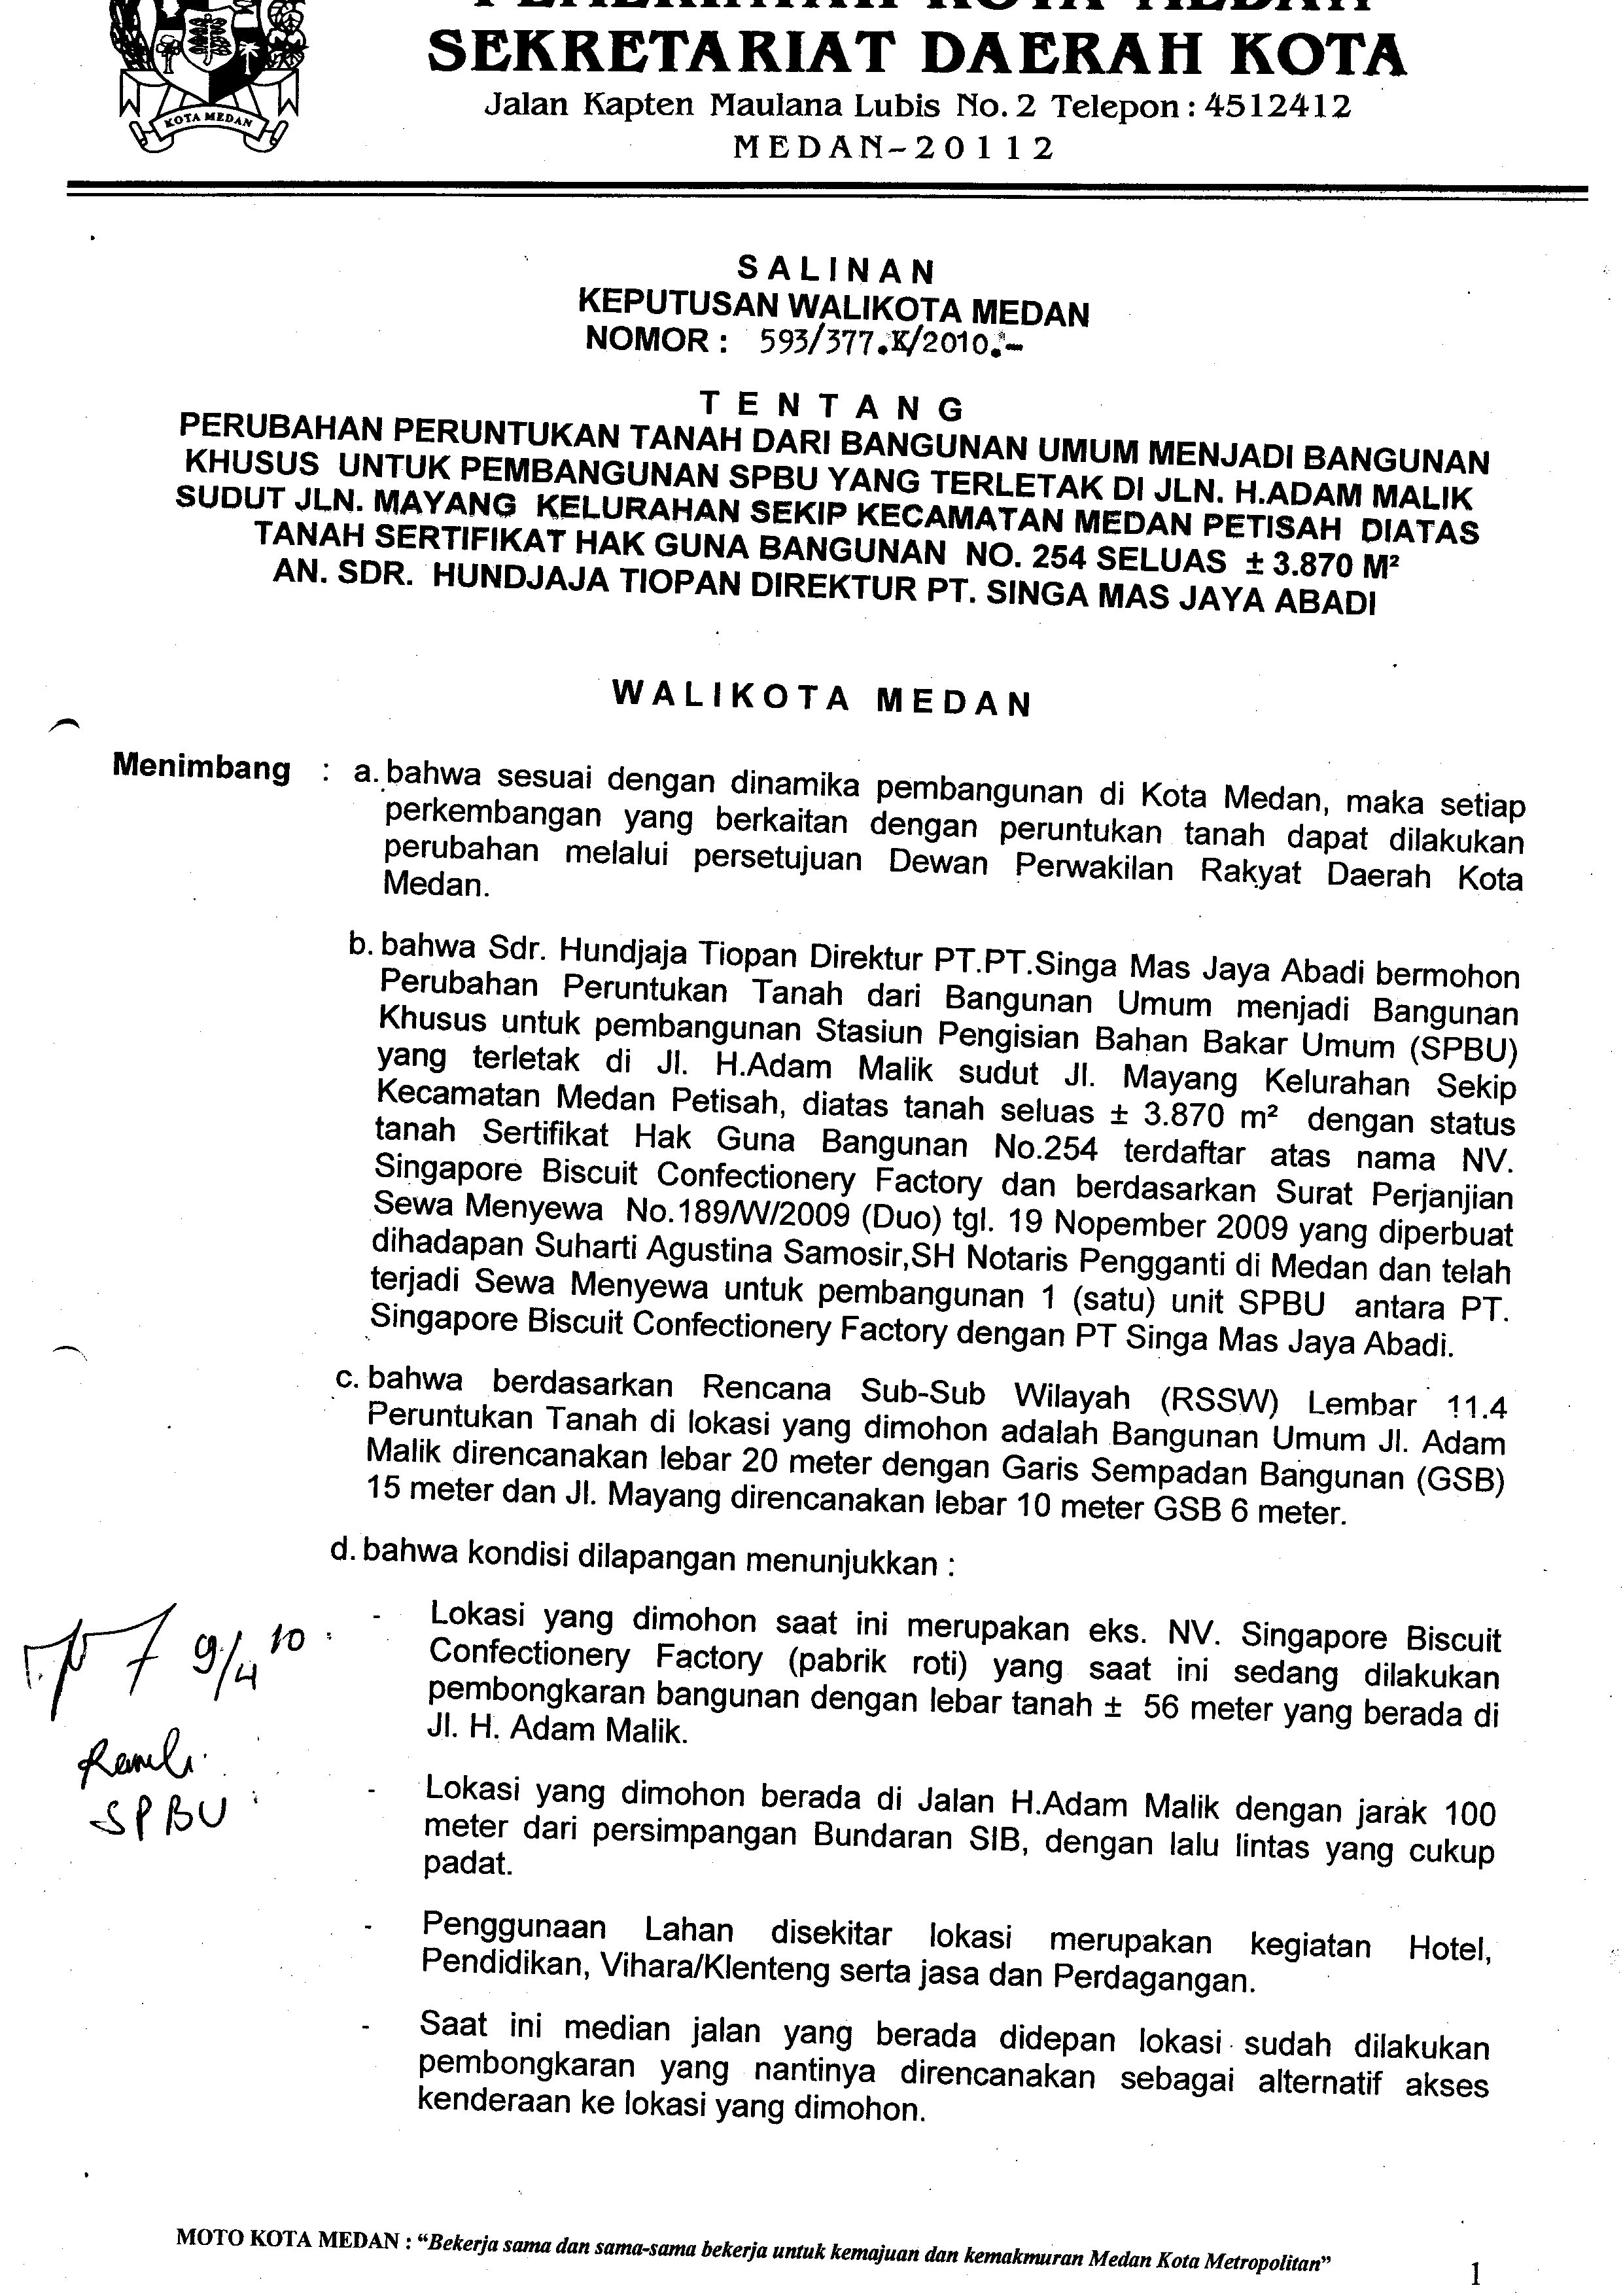 PEMERINTAH KOTA MEDAN
SEKRETARIAT DAERAH KOTA
Jalan Kapten Maulana Lubis No. 2 Telepon : 4512412
MEDAN-20112
KOTA MEDAN
SALINAN
KEPUTUSAN WALIKOTA MEDAN
NOMOR : 593/377.K/2010.-
TENTANG
PERUBAHAN PERUNTUKAN TANAH DARI BANGUNAN UMUM MENJADI BANGUNAN
KHUSUS UNTUK PEMBANGUNAN SPBU YANG TERLETAK DI JLN. H.ADAM MALIK
SUDUT JLN. MAYANG KELURAHAN SEKIP KECAMATAN MEDAN PETISAH DIATAS
TANAH SERTIFIKAT HAK GUNA BANGUNAN NO. 254 SELUAS ± 3.870 M²
AN. SDR. HUNDJAJA TIOPAN DIREKTUR PT. SINGA MAS JAYA ABADI
WALIKOTA MEDAN
Menimbang : a. bahwa sesuai dengan dinamika pembangunan di Kota Medan, maka setiap
perkembangan yang berkaitan dengan peruntukan tanah dapat dilakukan
perubahan melalui persetujuan Dewan Perwakilan Rakyat Daerah Kota
Medan.
b. bahwa Sdr. Hundjaja Tiopan Direktur PT.PT.Singa Mas Jaya Abadi bermohon
Perubahan Peruntukan Tanah dari Bangunan Umum menjadi Bangunan
Khusus untuk pembangunan Stasiun Pengisian Bahan Bakar Umum (SPBU)
yang terletak di Jl. H.Adam Malik sudut Jl. Mayang Kelurahan Sekip
Kecamatan Medan Petisah, diatas tanah seluas ± 3.870 m² dengan status
tanah Sertifikat Hak Guna Bangunan No.254 terdaftar atas nama NV.
Singapore Biscuit Confectionery Factory dan berdasarkan Surat Perjanjian
Sewa Menyewa No.189/W/2009 (Duo) tgl. 19 Nopember 2009 yang diperbuat
dihadapan Suharti Agustina Samosir,SH Notaris Pengganti di Medan dan telah
terjadi Sewa Menyewa untuk pembangunan 1 (satu) unit SPBU antara PT.
Singapore Biscuit Confectionery Factory dengan PT Singa Mas Jaya Abadi.
c. bahwa berdasarkan Rencana Sub-Sub Wilayah (RSSW) Lembar 11.4
Peruntukan Tanah di lokasi yang dimohon adalah Bangunan Umum Jl. Adam
Malik direncanakan lebar 20 meter dengan Garis Sempadan Bangunan (GSB)
15 meter dan Jl. Mayang direncanakan lebar 10 meter GSB 6 meter.
d. bahwa kondisi dilapangan menunjukkan :
- Lokasi yang dimohon saat ini merupakan eks. NV. Singapore Biscuit
Confectionery Factory (pabrik roti) yang saat ini sedang dilakukan
pembongkaran bangunan dengan lebar tanah ± 56 meter yang berada di
Jl. H. Adam Malik.
9/4 10
SPBU
- Lokasi yang dimohon berada di Jalan H.Adam Malik dengan jarak 100
meter dari persimpangan Bundaran SIB, dengan lalu lintas yang cukup
padat.
- Penggunaan Lahan disekitar lokasi merupakan kegiatan Hotel,
Pendidikan, Vihara/Klenteng serta jasa dan Perdagangan.
- Saat ini median jalan yang berada didepan lokasi sudah dilakukan
pembongkaran yang nantinya direncanakan sebagai alternatif akses
kenderaan ke lokasi yang dimohon.
MOTO KOTA MEDAN : “Bekerja sama dan sama-sama bekerja untuk kemajuan dan kemakmuran Medan Kota Metropolitan”
1